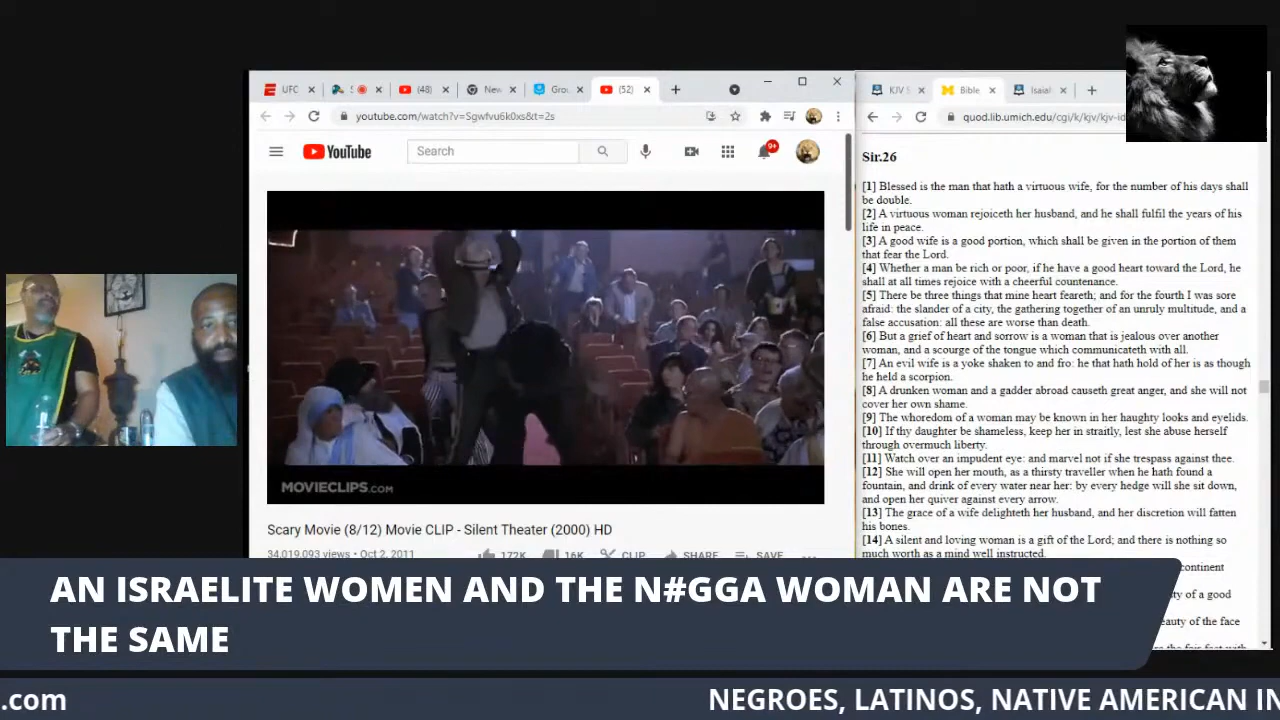 UFC
(48)
New
Grou
(52)
KJV S
Bible
Isaial
youtube.com/watch?v=Sgwfvu6k0xs&t=2s
quod.lib.umich.edu/cgi/k/kjv/kjv-id
YouTube
Search
9+
MOVIECLIPS.COM
Scary Movie (8/12) Movie CLIP - Silent Theater (2000) HD
34,019,093 views • Oct 2, 2011
172K
16K
CLIP
SHARE
SAVE
Sir.26
[1] Blessed is the man that hath a virtuous wife, for the number of his days shall
be double.
[2] A virtuous woman rejoiceth her husband, and he shall fulfil the years of his
life in peace.
[3] A good wife is a good portion, which shall be given in the portion of them
that fear the Lord.
[4] Whether a man be rich or poor, if he have a good heart toward the Lord, he
shall at all times rejoice with a cheerful countenance.
[5] There be three things that mine heart feareth; and for the fourth I was sore
afraid: the slander of a city, the gathering together of an unruly multitude, and a
false accusation: all these are worse than death.
[6] But a grief of heart and sorrow is a woman that is jealous over another
woman, and a scourge of the tongue which communicateth with all.
[7] An evil wife is a yoke shaken to and fro: he that hath hold of her is as though
he held a scorpion.
[8] A drunken woman and a gadder abroad causeth great anger, and she will not
cover her own shame.
[9] The whoredom of a woman may be known in her haughty looks and eyelids.
[10] If thy daughter be shameless, keep her in straitly, lest she abuse herself
through overmuch liberty.
[11] Watch over an impudent eye: and marvel not if she trespass against thee.
[12] She will open her mouth, as a thirsty traveller when he hath found a
fountain, and drink of every water near her: by every hedge will she sit down,
and open her quiver against every arrow.
[13] The grace of a wife delighteth her husband, and her discretion will fatten
his bones.
[14] A silent and loving woman is a gift of the Lord; and there is nothing so
much worth as a mind well instructed.
continent
ty of a good
eauty of the face
AN ISRAELITE WOMEN AND THE N#GGA WOMAN ARE NOT
THE SAME
.com
NEGROES, LATINOS, NATIVE AMERICAN IN